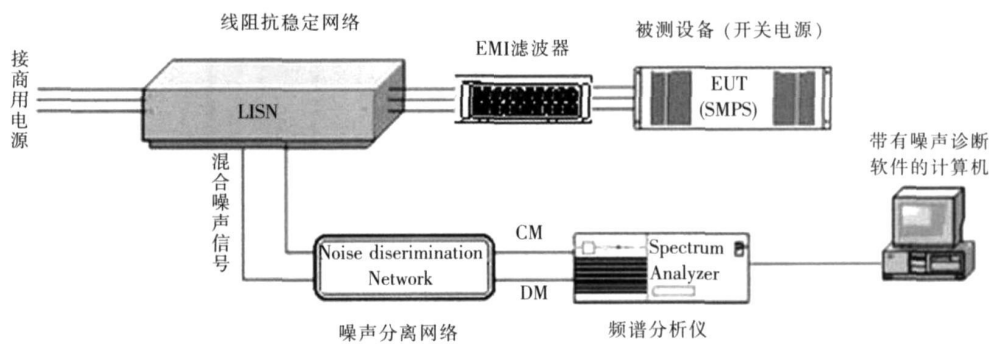 线阻抗稳定网络
EMI滤波器
被测设备（开关电源）
接商用电源
LISN
EUT
(SMPS)
带有噪声诊断
软件的计算机
混合噪声信号
CM
DM
Noise diserimination
Network
Spectrum
Analyzer
噪声分离网络
频谱分析仪